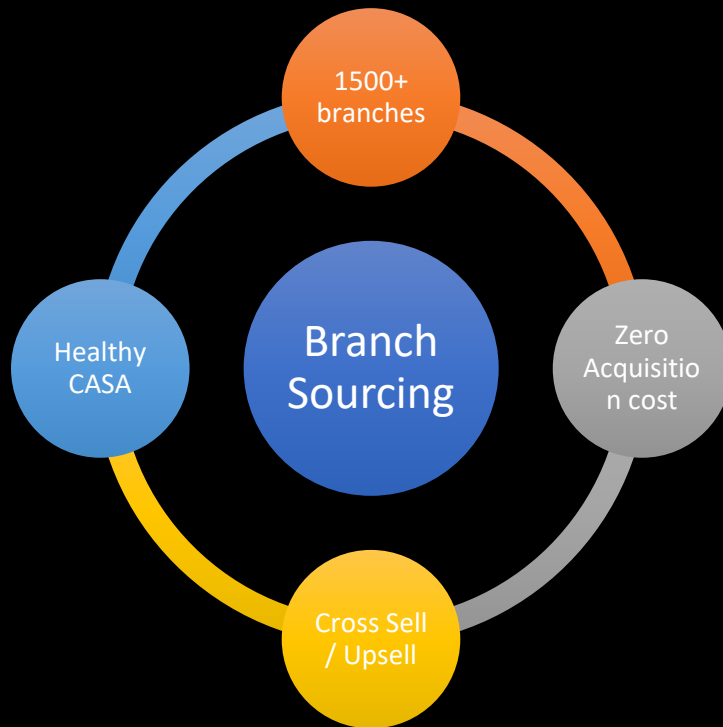 1500+
branches
Healthy
CASA
Branch
Sourcing
Zero
Acquisitio
n cost
Cross Sell
/ Upsell